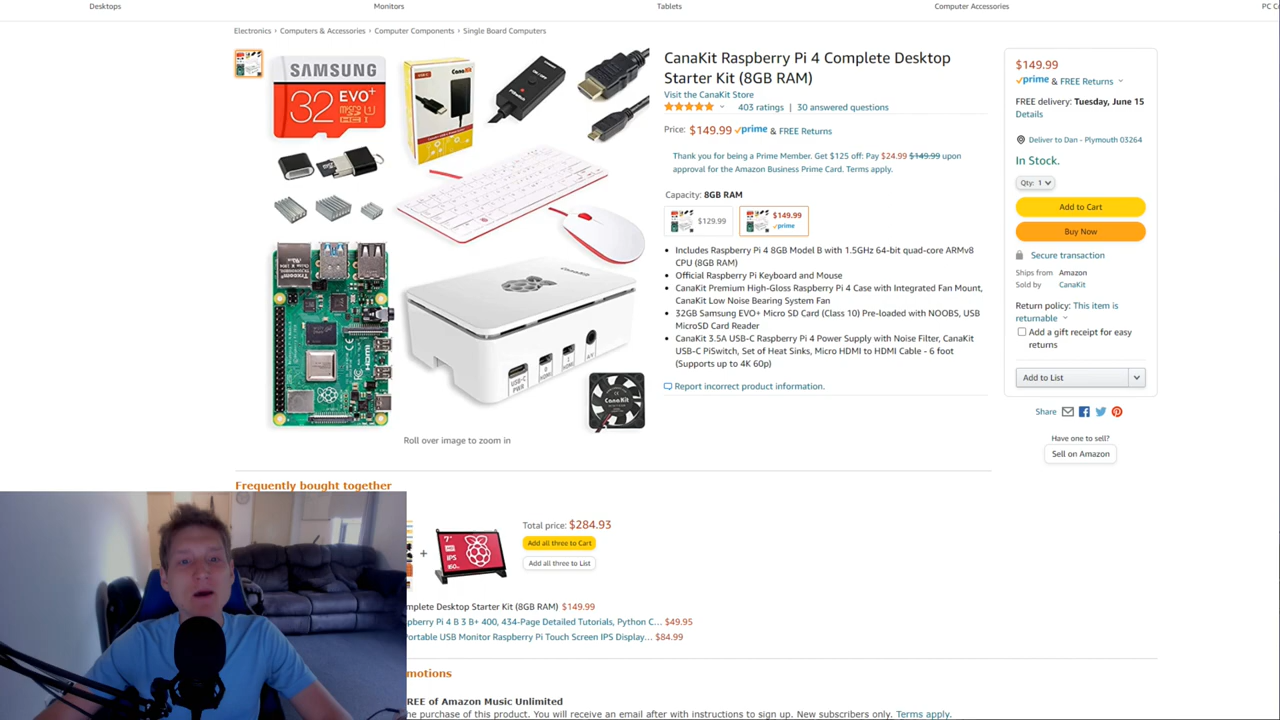 Desktops
Monitors
Tablets
Computer Accessories
PC C
Electronics › Computers & Accessories › Computer Components › Single Board Computers
SAMSUNG
32 EVO+
CanaKit
CanaKit Raspberry Pi 4 Complete Desktop
Starter Kit (8GB RAM)
Visit the CanaKit Store
403 ratings | 30 answered questions
Price: $149.99 prime & FREE Returns
Thank you for being a Prime Member. Get $125 off: Pay $24.99 $149.99 upon
approval for the Amazon Business Prime Card. Terms apply.
Capacity: 8GB RAM
$129.99
$149.99
prime
• Includes Raspberry Pi 4 8GB Model B with 1.5GHz 64-bit quad-core ARMv8
CPU (8GB RAM)
• Official Raspberry Pi Keyboard and Mouse
• CanaKit Premium High-Gloss Raspberry Pi 4 Case with Integrated Fan Mount,
CanaKit Low Noise Bearing System Fan
• 32GB Samsung EVO+ Micro SD Card (Class 10) Pre-loaded with NOOBS, USB
MicroSD Card Reader
• CanaKit 3.5A USB-C Raspberry Pi 4 Power Supply with Noise Filter, CanaKit
USB-C PiSwitch, Set of Heat Sinks, Micro HDMI to HDMI Cable - 6 foot
(Supports up to 4K 60p)
Report incorrect product information.
CanaKit
USB-C
PWR
HDMI
CanaKit
Roll over image to zoom in
$149.99
prime & FREE Returns
FREE delivery: Tuesday, June 15
Details
Deliver to Dan - Plymouth 03264
In Stock.
Qty: 1
Add to Cart
Buy Now
Secure transaction
Ships from Amazon
Sold by CanaKit
Return policy: This item is
returnable
Add a gift receipt for easy
returns
Add to List
Share
Have one to sell?
Sell on Amazon
Frequently bought together
+
7"
IPS
Total price: $284.93
Add all three to Cart
Add all three to List
mplete Desktop Starter Kit (8GB RAM) $149.99
spberry Pi 4 B 3 B+ 400, 434-Page Detailed Tutorials, Python C... $49.95
Portable USB Monitor Raspberry Pi Touch Screen IPS Display... $84.99
omotions
REE of Amazon Music Unlimited
he purchase of this product. You will receive an email after with instructions to sign up. New subscribers only. Terms apply.